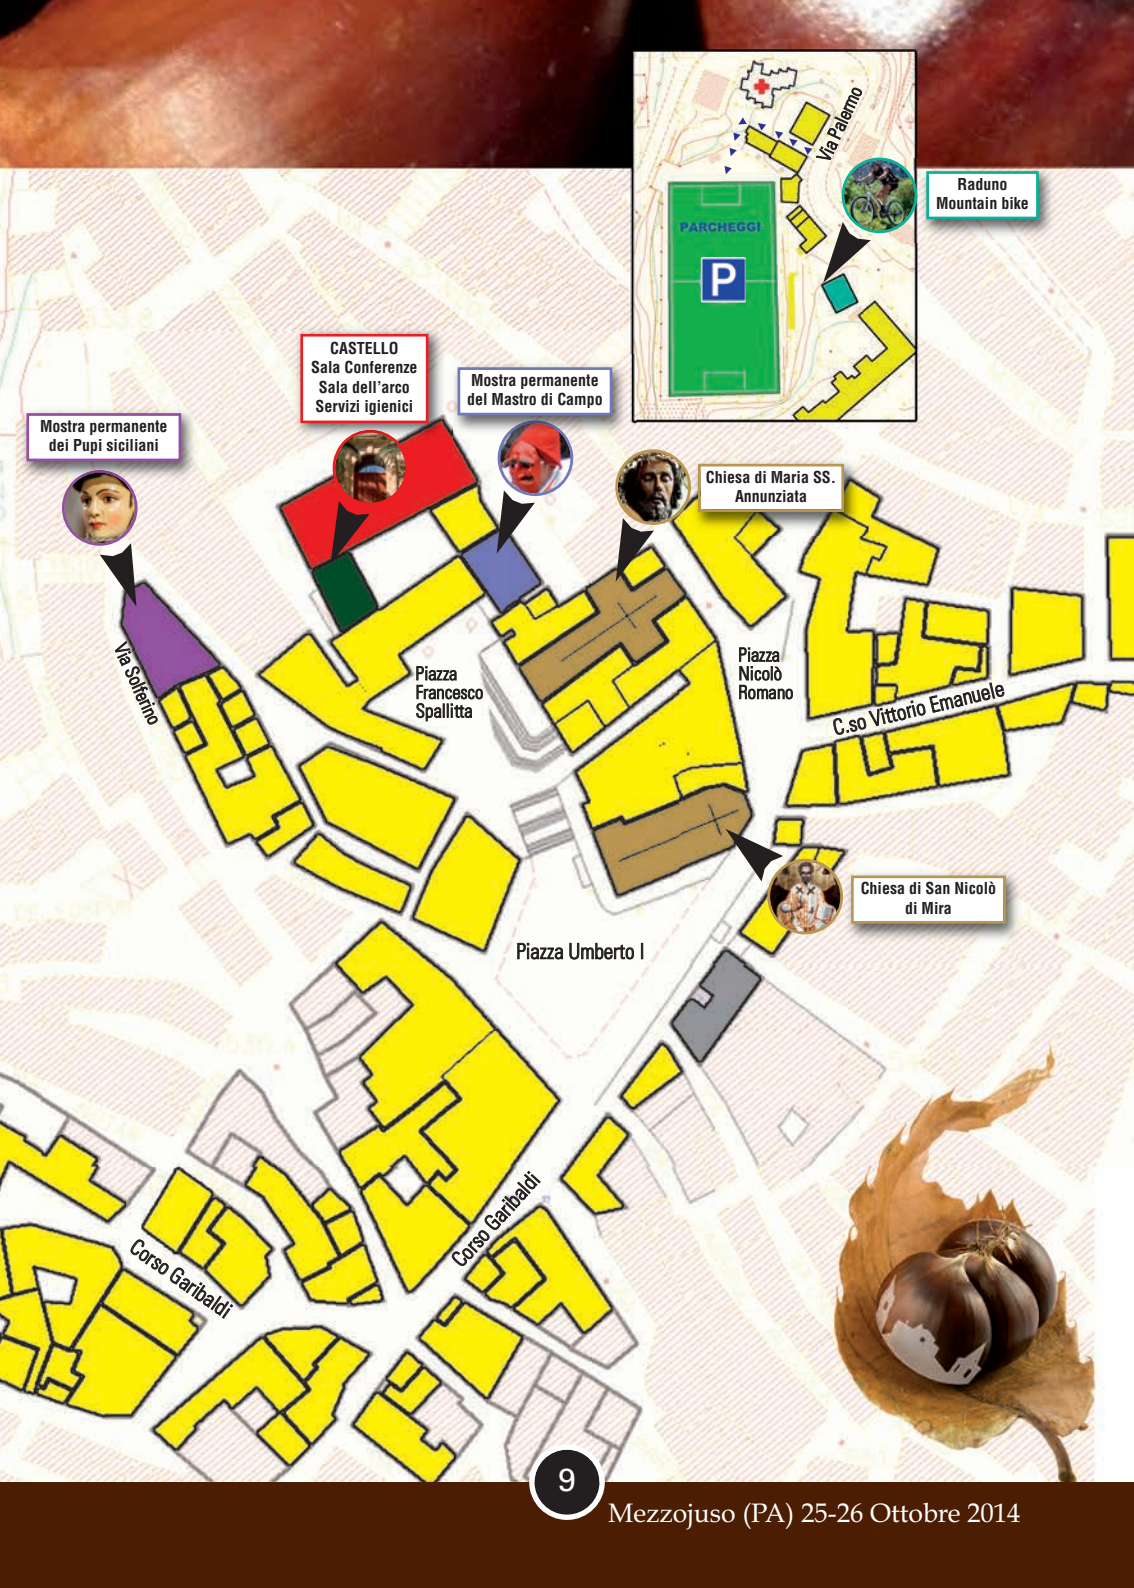 Via Palermo
PARCHEGGI
P
Raduno
Mountain bike
CASTELLO
Sala Conferenze
Sala dell'arco
Servizi igienici
Mostra permanente
del Mastro di Campo
Mostra permanente
dei Pupi siciliani
Chiesa di Maria SS.
Annunziata
Via Solferino
Piazza
Francesco
Spallitta
Piazza
Nicolò
Romano
C.so Vittorio Emanuele
Chiesa di San Nicolò
di Mira
Piazza Umberto I
Corso Garibaldi
Corso Garibaldi
9
Mezzojuso (PA) 25-26 Ottobre 2014